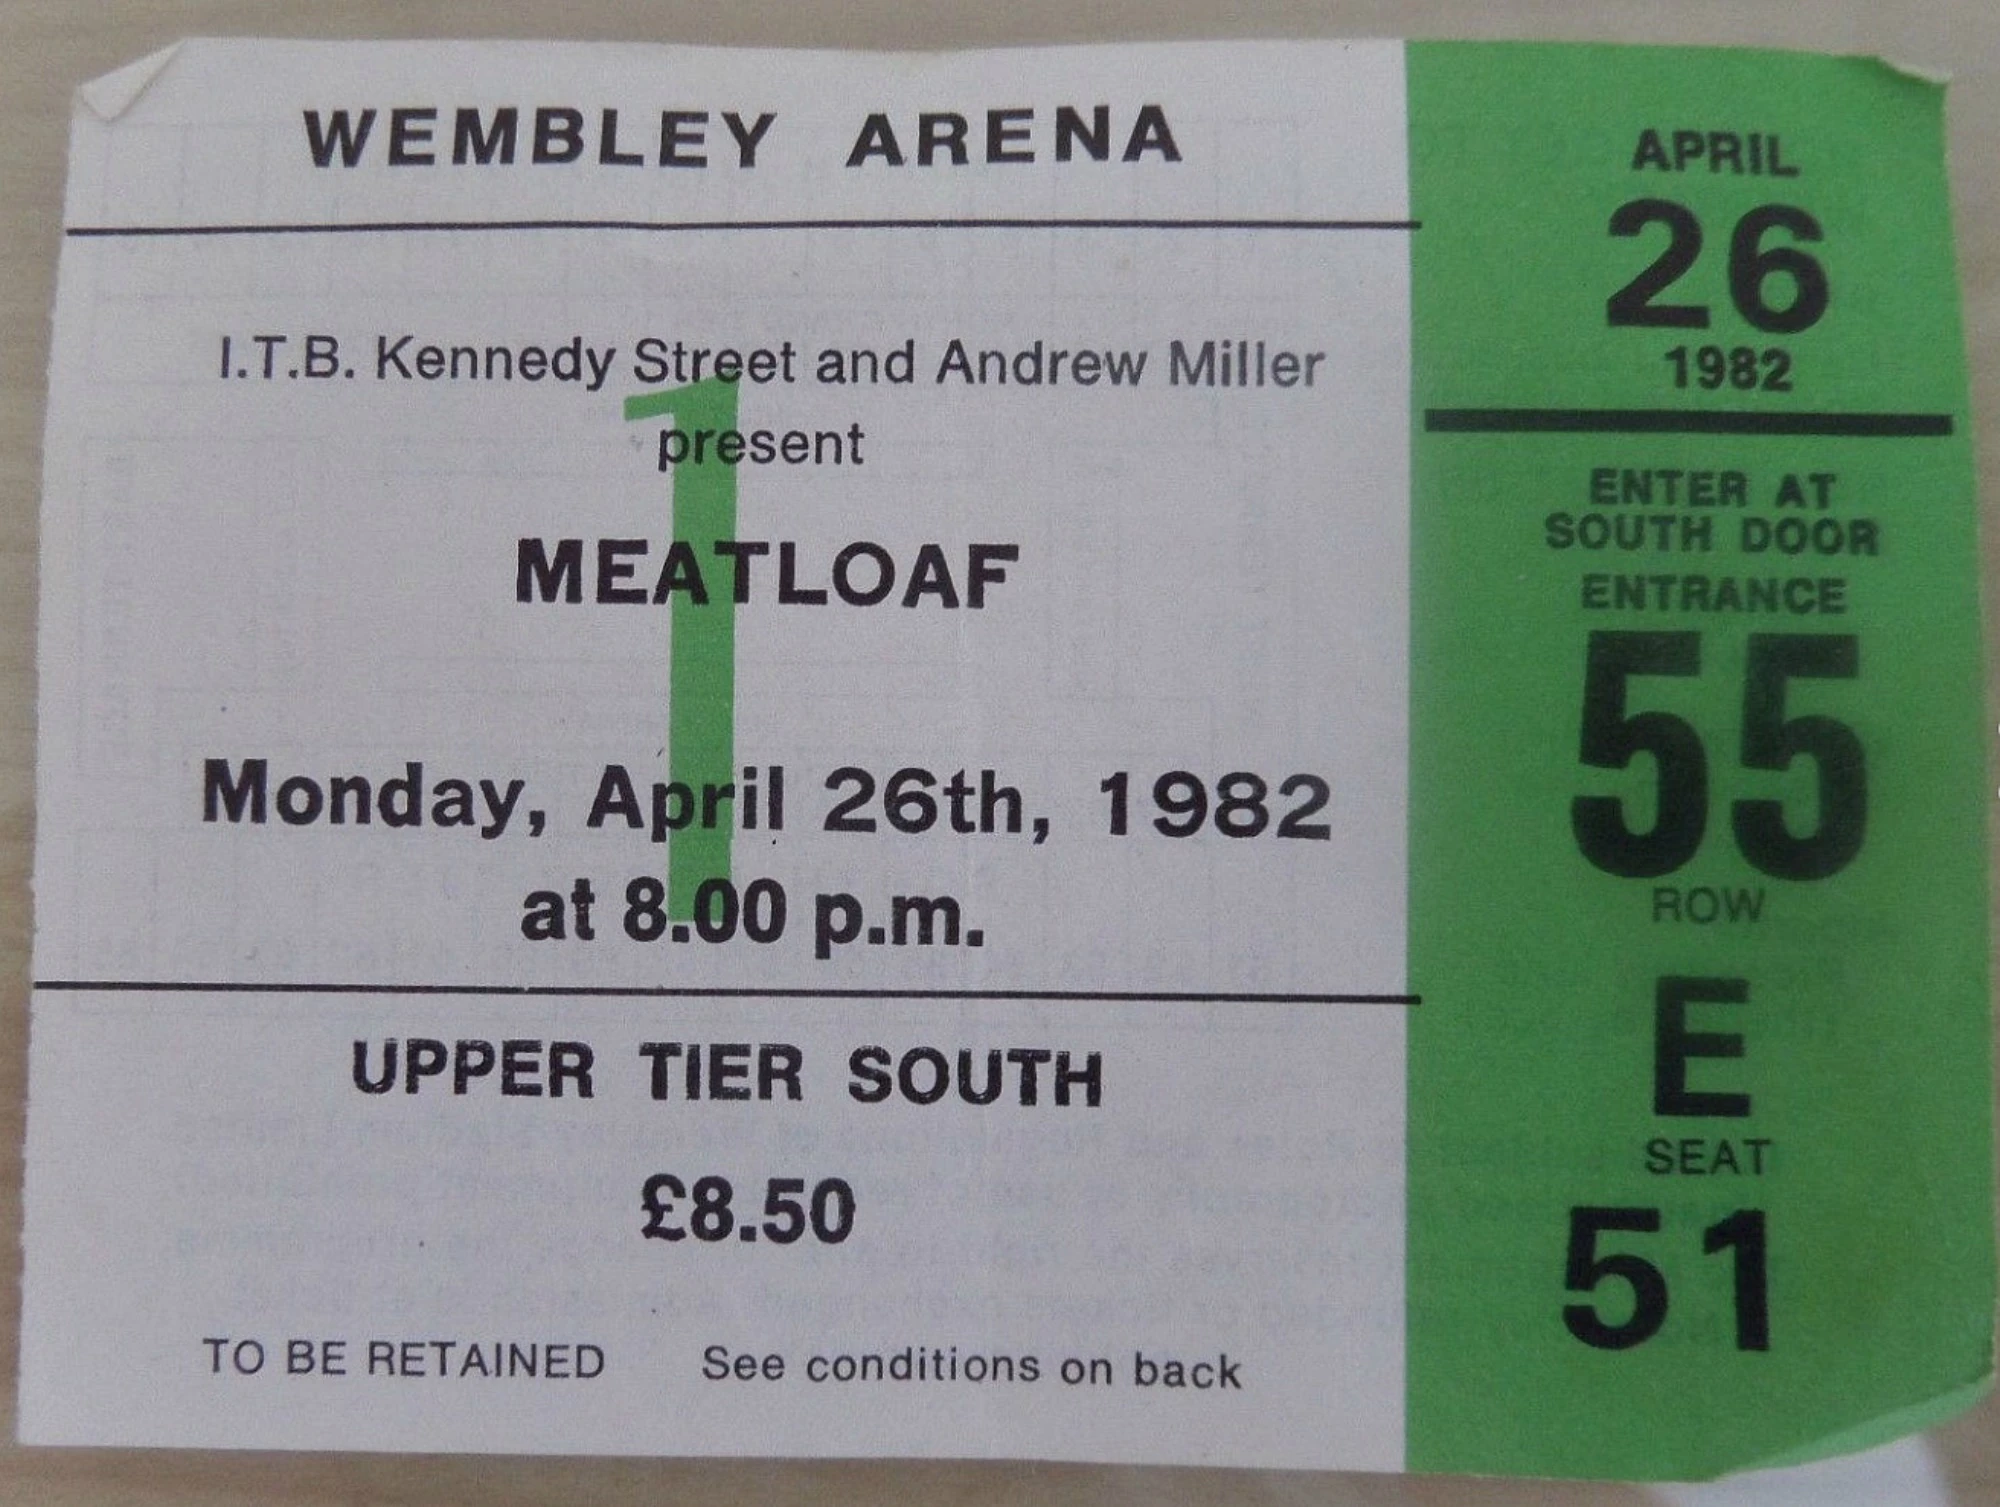 WEMBLEY ARENA
I.T.B. Kennedy Street and Andrew Miller
present
1
MEATLOAF
Monday, April 26th, 1982
at 8.00 p.m.
UPPER TIER SOUTH
£8.50
TO BE RETAINED See conditions on back
APRIL
26
1982
ENTER AT
SOUTH DOOR
ENTRANCE
55
ROW
E
SEAT
51